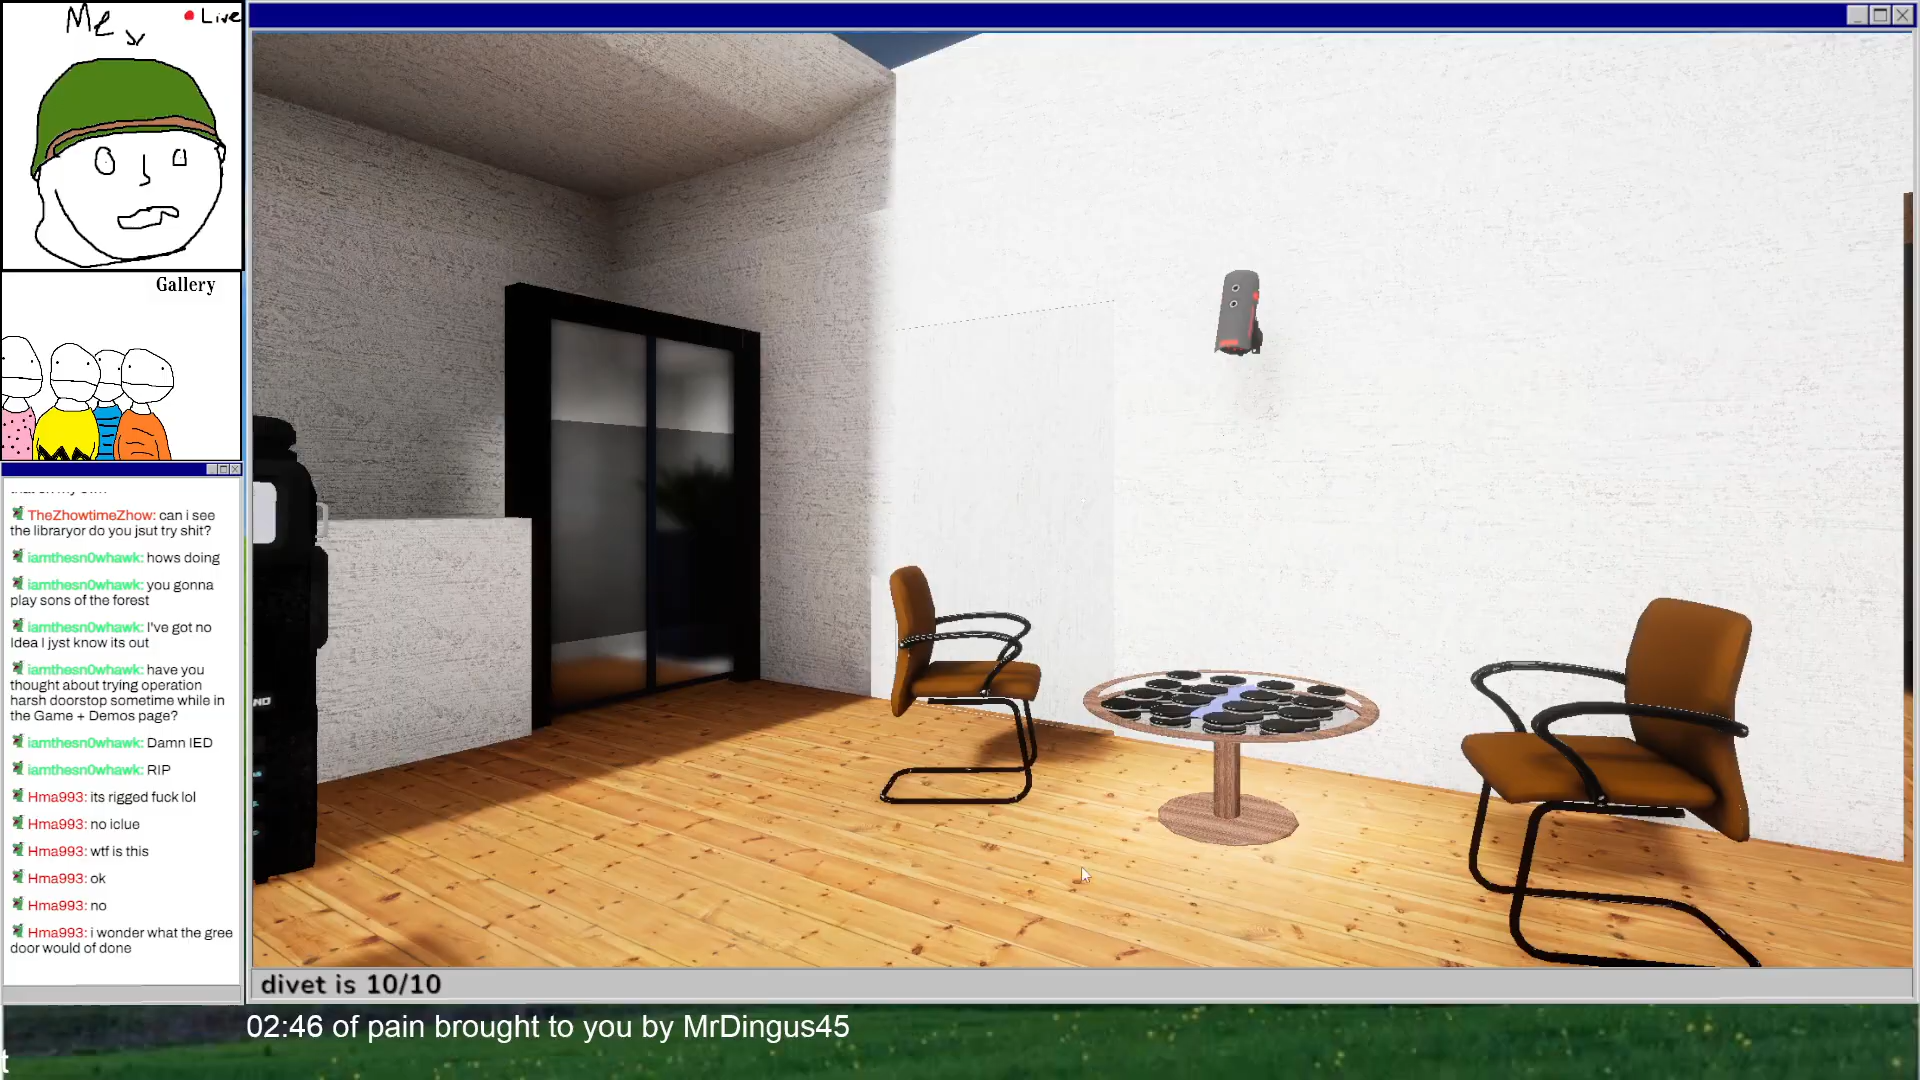 Me
Live
Gallery
TheZhowtimeZhow: can i see
the libraryor do you jsut try shit?
iamthesn0whawk: hows doing
iamthesn0whawk: you gonna
play sons of the forest
iamthesn0whawk: I've got no
Idea I jyst know its out
iamthesn0whawk: have you
thought about trying operation
harsh doorstop sometime while in
the Game + Demos page?
iamthesn0whawk: Damn IED
iamthesn0whawk: RIP
Hma993: its rigged fuck lol
Hma993: no iclue
Hma993: wtf is this
Hma993: ok
Hma993: no
Hma993: i wonder what the gree
door would of done
divet is 10/10
02:46 of pain brought to you by MrDingus45
t